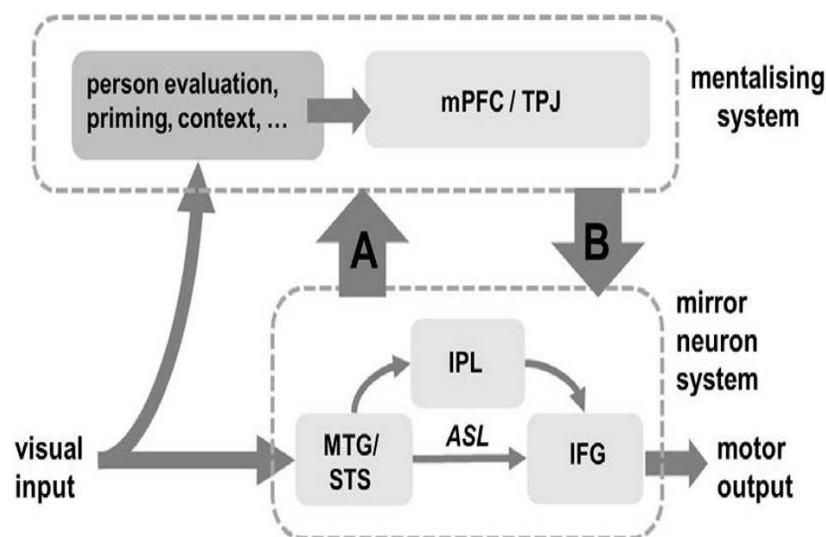 person evaluation,
priming, context, ...
mPFC / TPJ
mentalising
system
A
B
mirror
neuron
system
IPL
visual
input
MTG/
STS
ASL
IFG
motor
output